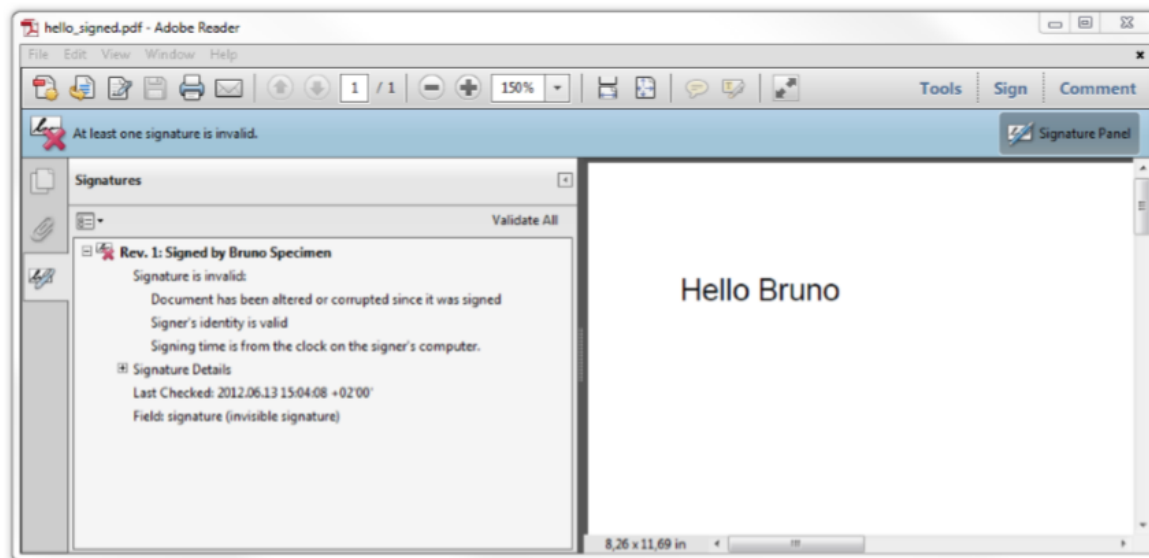 hello_signed.pdf - Adobe Reader
File Edit View Window Help
1 / 1 150% Tools Sign Comment
At least one signature is invalid. Signature Panel
Signatures
Validate All
Rev. 1: Signed by Bruno Specimen
Signature is invalid:
Document has been altered or corrupted since it was signed
Signer's identity is valid
Signing time is from the clock on the signer's computer.
Signature Details
Last Checked: 2012.06.13 15:04:08 +02'00'
Field: signature (invisible signature)
Hello Bruno
8,26 x 11,69 in